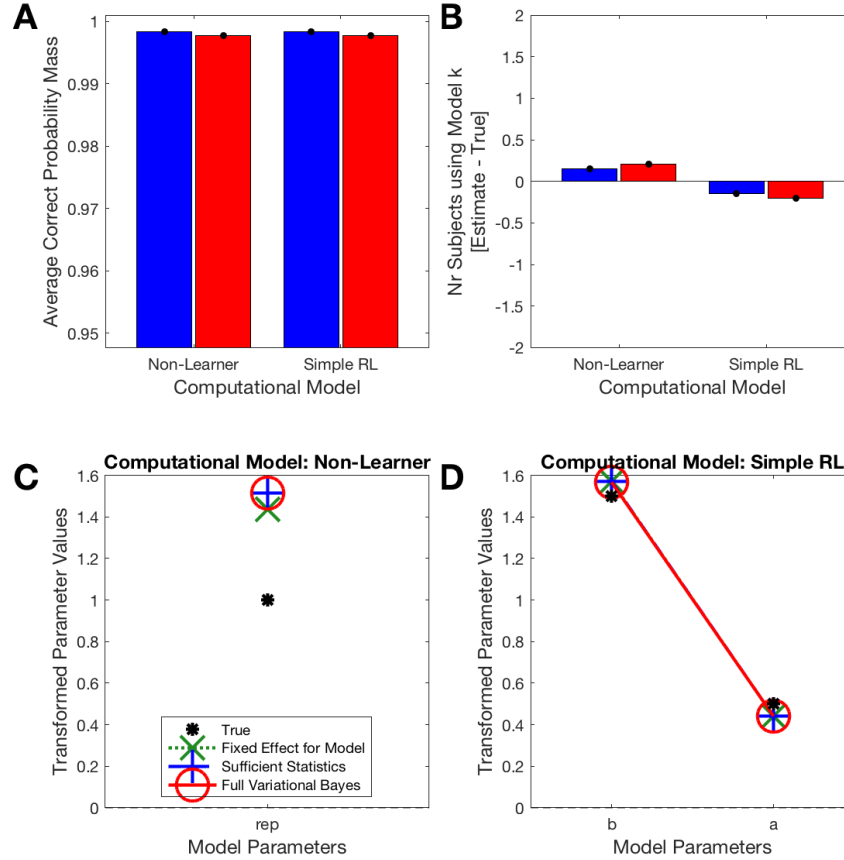 A
Average Correct Probability Mass
1
0.99
0.98
0.97
0.96
0.95
Non-Learner
Simple RL
Computational Model
B
Nr Subjects using Model k
[Estimate - True]
2
1.5
1
0.5
0
-0.5
-1
-1.5
-2
Non-Learner
Simple RL
Computational Model
C
Computational Model: Non-Learner
Transformed Parameter Values
1.6
1.4
1.2
1
0.8
0.6
0.4
0.2
0
True
Fixed Effect for Model
Sufficient Statistics
Full Variational Bayes
rep
Model Parameters
D
Computational Model: Simple RL
Transformed Parameter Values
1.6
1.4
1.2
1
0.8
0.6
0.4
0.2
0
b
a
Model Parameters